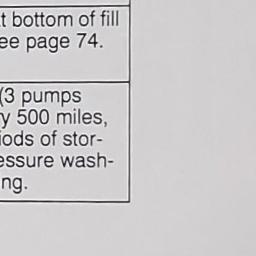 t bottom of fill
ee page 74.
(3 pumps
y 500 miles,
iods of stor-
essure wash-
ng.